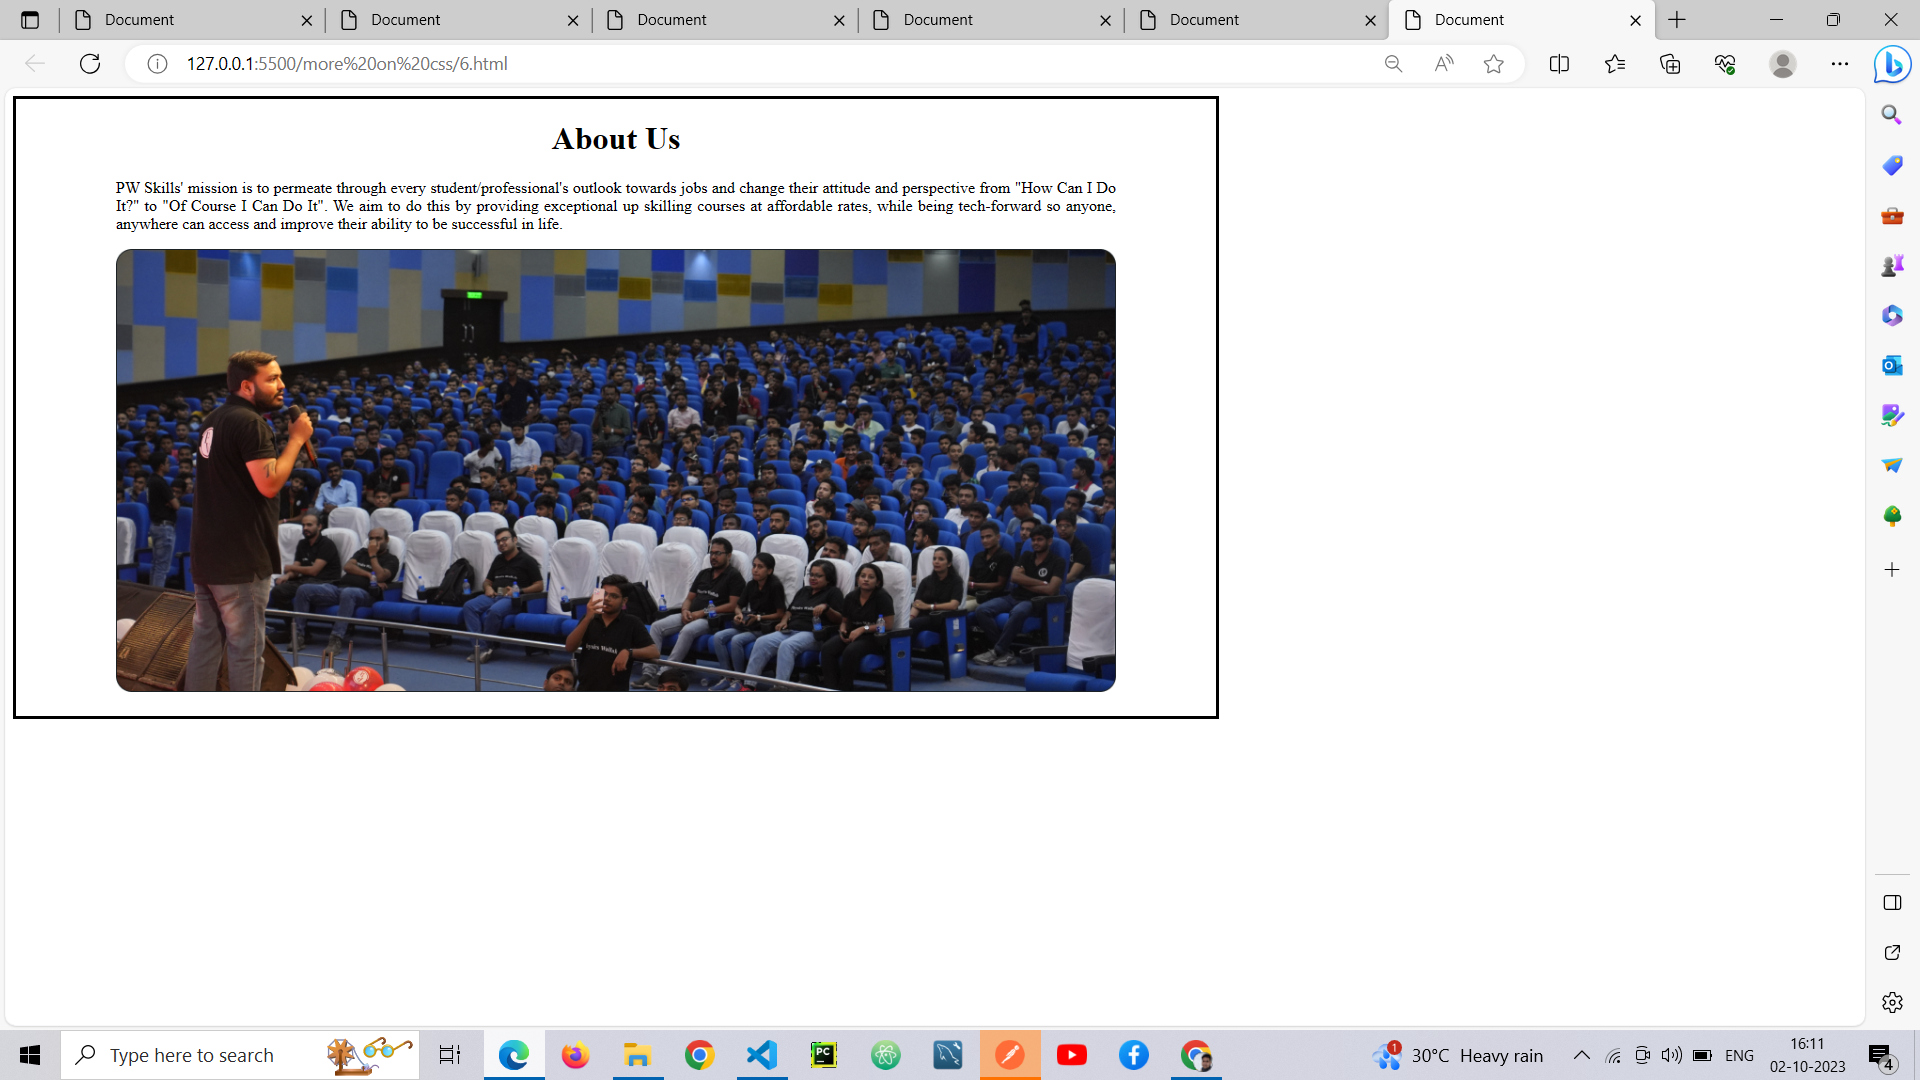 Document
Document
Document
Document
Document
Document
127.0.0.1:5500/more%20on%20css/6.html
About Us
PW Skills' mission is to permeate through every student/professional's outlook towards jobs and change their attitude and perspective from "How Can I Do
It?" to "Of Course I Can Do It". We aim to do this by providing exceptional up skilling courses at affordable rates, while being tech-forward so anyone,
anywhere can access and improve their ability to be successful in life.
Type here to search
PC
1
30°C Heavy rain
ENG
16:11
02-10-2023
4